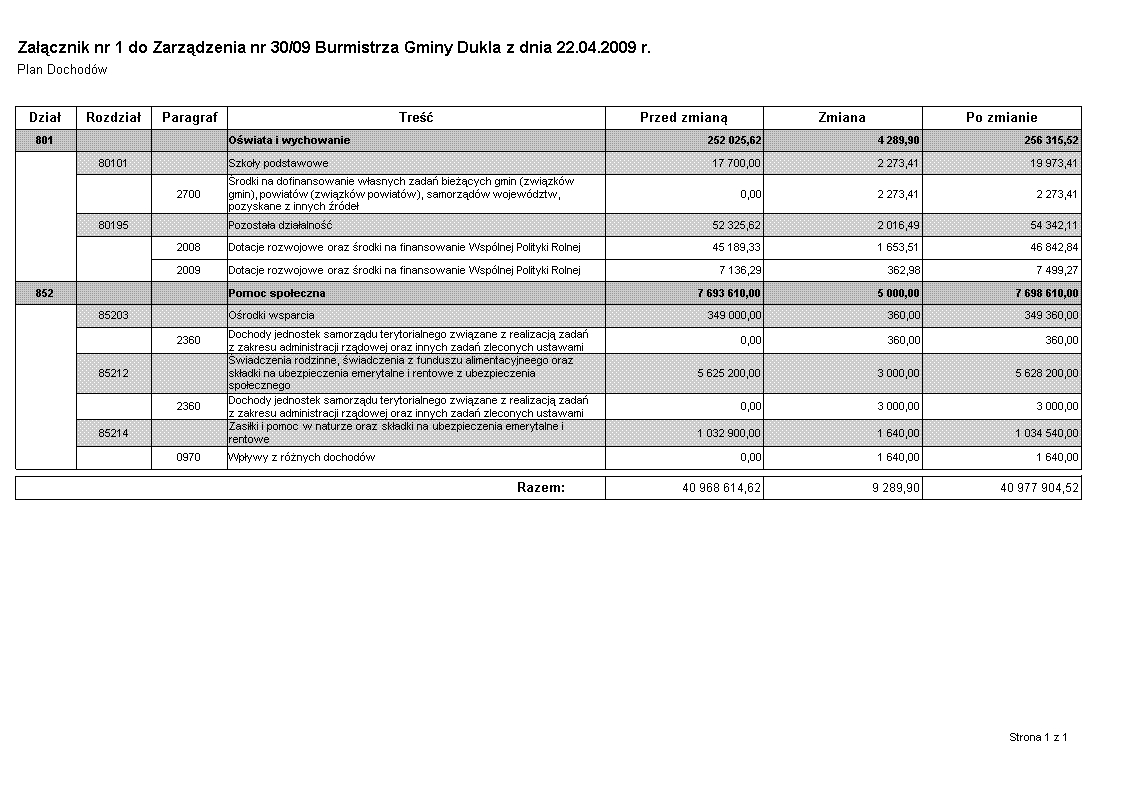 Załącznik nr 1 do Zarządzenia nr 30/09 Burmistrza Gminy Dukla z dnia 22.04.2009 r.
Plan Dochodów
Dział Rozdział Paragraf Treść Przed zmianą Zmiana Po zmianie
801 Oświata i wychowanie 252 025,62 4 289,90 256 315,52
80101 Szkoły podstawowe 17 700,00 2 273,41 19 973,41
Środki na dofinansowanie własnych zadań bieżących gmin (związków
2700 gmin), powiatów (związków powiatów), samorządów województw, 0,00 2 273,41 2 273,41
pozyskane z innych źródeł
80195 Pozostała działalność 52 325,62 2 016,49 54 342,11
2008 Dotacje rozwojowe oraz środki na finansowanie Wspólnej Polityki Rolnej 45 189,33 1 653,51 46 842,84
2009 Dotacje rozwojowe oraz środki na finansowanie Wspólnej Polityki Rolnej 7 136,29 362,98 7 499,27
852 Pomoc społeczna 7 693 610,00 5 000,00 7 698 610,00
85203 Ośrodki wsparcia 349 000,00 360,00 349 360,00
2360 Dochody jednostek samorządu terytorialnego związane z realizacją zadań 0,00 360,00 360,00
z zakresu administracji rządowej oraz innych zadań zleconych ustawami
Świadczenia rodzinne, świadczenia z funduszu alimentacyjneego oraz
85212 składki na ubezpieczenia emerytalne i rentowe z ubezpieczenia 5 625 200,00 3 000,00 5 628 200,00
społecznego
2360 Dochody jednostek samorządu terytorialnego związane z realizacją zadań 0,00 3 000,00 3 000,00
z zakresu administracji rządowej oraz innych zadań zleconych ustawami
85214 Zasiłki i pomoc w naturze oraz składki na ubezpieczenia emerytalne i 1 032 900,00 1 640,00 1 034 540,00
rentowe
0970 Wpływy z różnych dochodów 0,00 1 640,00 1 640,00
Razem: 40 968 614,62 9 289,90 40 977 904,52
Strona 1 z 1